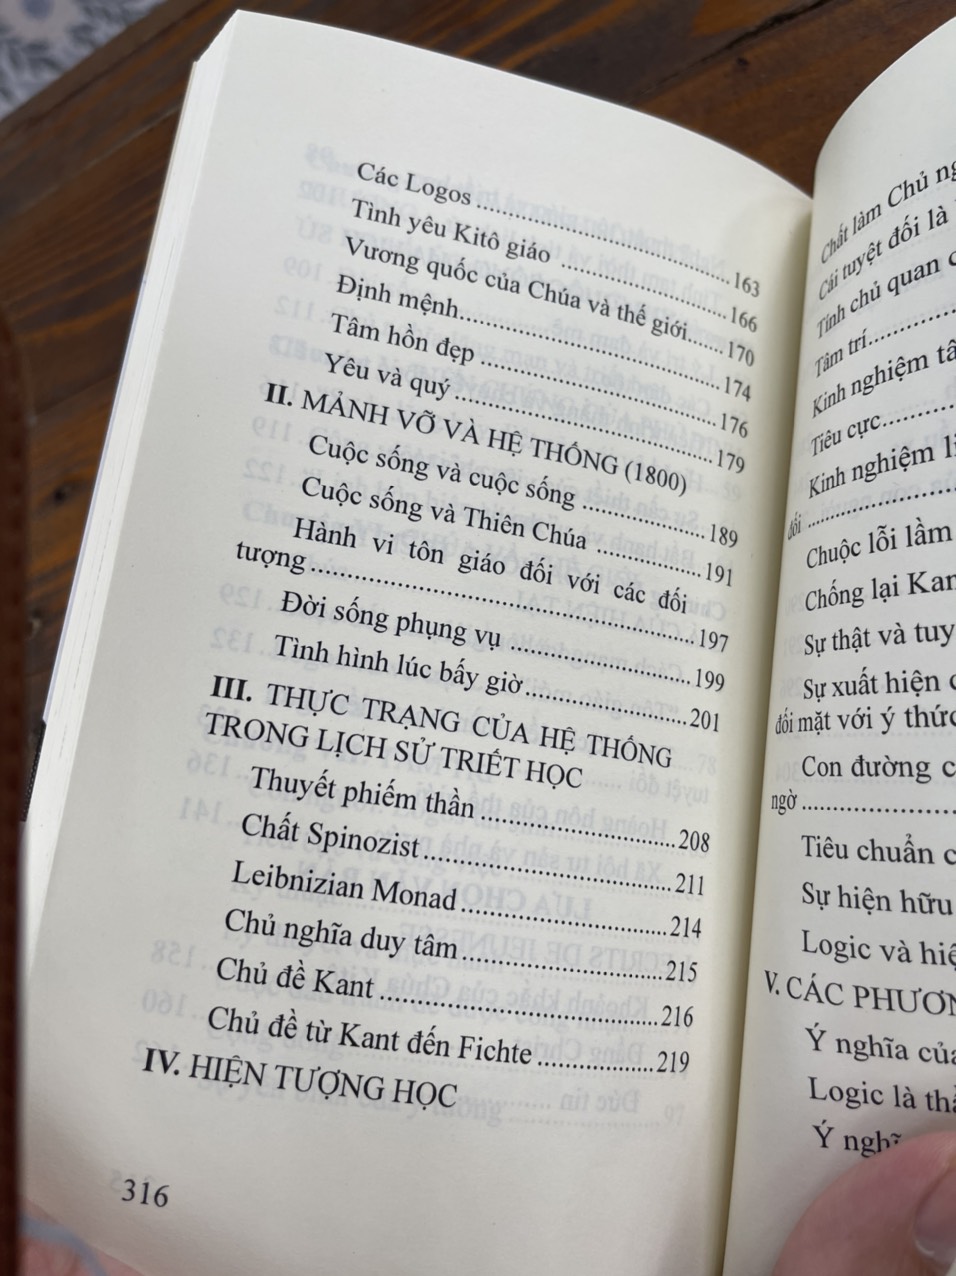 Các Logos ........ 163
Tình yêu Kitô giáo ........ 166
Vương quốc của Chúa và thế giới ...... 170
Định mệnh ........ 174
Tâm hồn đẹp ........ 176
Yêu và quý ........ 179
II. MẢNH VỠ VÀ HỆ THỐNG (1800)
Cuộc sống và cuộc sống ........ 189
Cuộc sống và Thiên Chúa ........ 191
Hành vi tôn giáo đối với các đối
tượng ........ 197
Đời sống phụng vụ ........ 199
Tình hình lúc bấy giờ ........ 201
III. THỰC TRẠNG CỦA HỆ THỐNG
TRONG LỊCH SỬ TRIẾT HỌC
Thuyết phiếm thần ........ 208
Chất Spinozist ........ 211
Leibnizian Monad ........ 214
Chủ nghĩa duy tâm ........ 215
Chủ đề Kant ........ 216
Chủ đề từ Kant đến Fichte ........ 219
IV. HIỆN TƯỢNG HỌC
316
Chất làm Chủ
Cái tuyệt đối là
Tính chủ quan
Tâm trí ........
Kinh nghiệm
Tiêu cực ........
Kinh nghiệm
đối ........
Chuộc lỗi lầm
Chống lại
Sự thật và
Sự xuất hiện
đối mặt với ý thức
Con đường
ngờ ........
Tiêu chuẩn
Sự hiện hữu
Logic và
V. CÁC
Ý nghĩa
Logic là
Ý